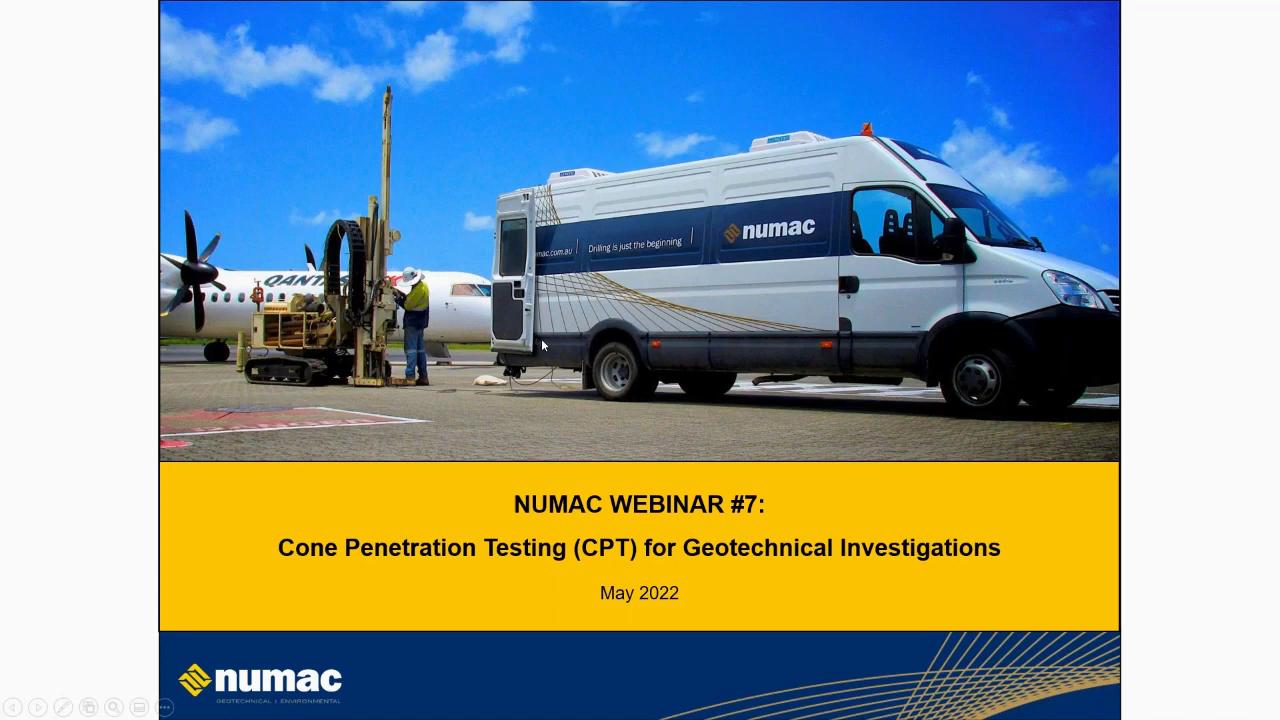 numac
mac.com.au
Drilling is just the beginning
QANTAS
NUMAC WEBINAR #7:
Cone Penetration Testing (CPT) for Geotechnical Investigations
May 2022
numac
GEOTECHNICAL | ENVIRONMENTAL